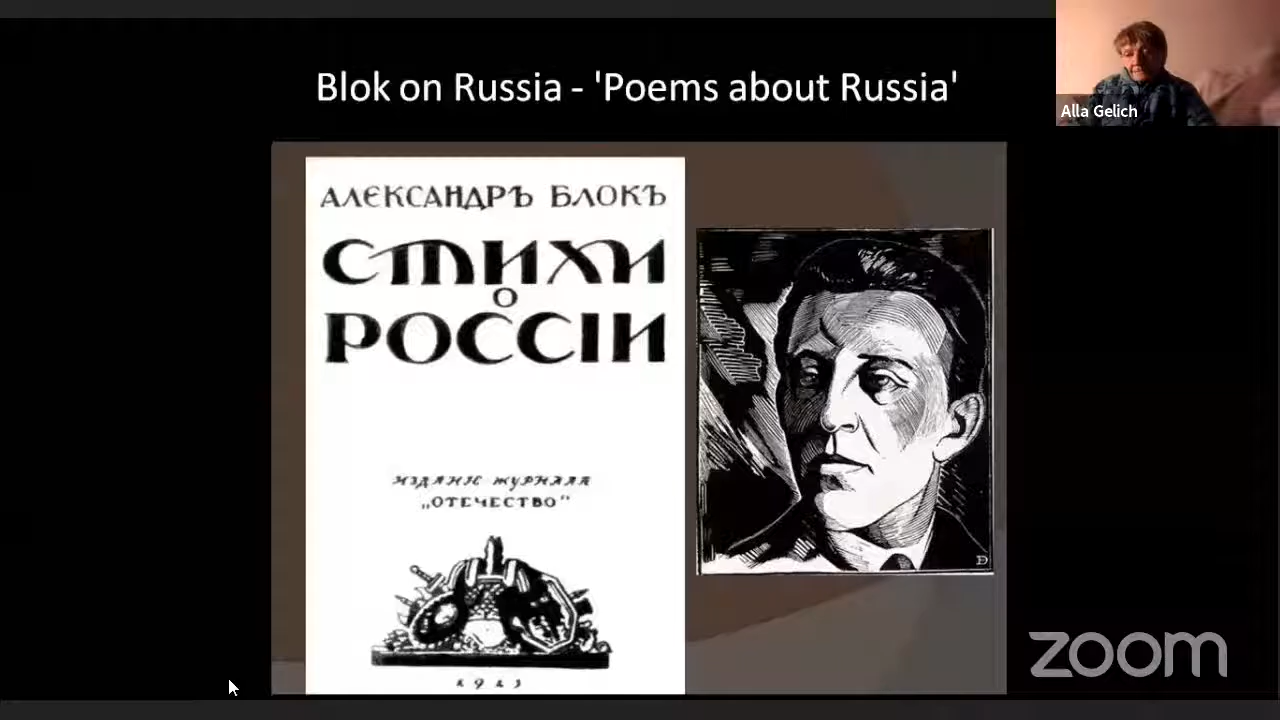 Blok on Russia - 'Poems about Russia'
Alla Gelich
АЛЕКСАНДРЪ БЛОКЪ
СТИХИ
О
РОССІИ
ИЗДАНІЕ ЖУРНАЛА
„ОТЕЧЕСТВО"
zoom